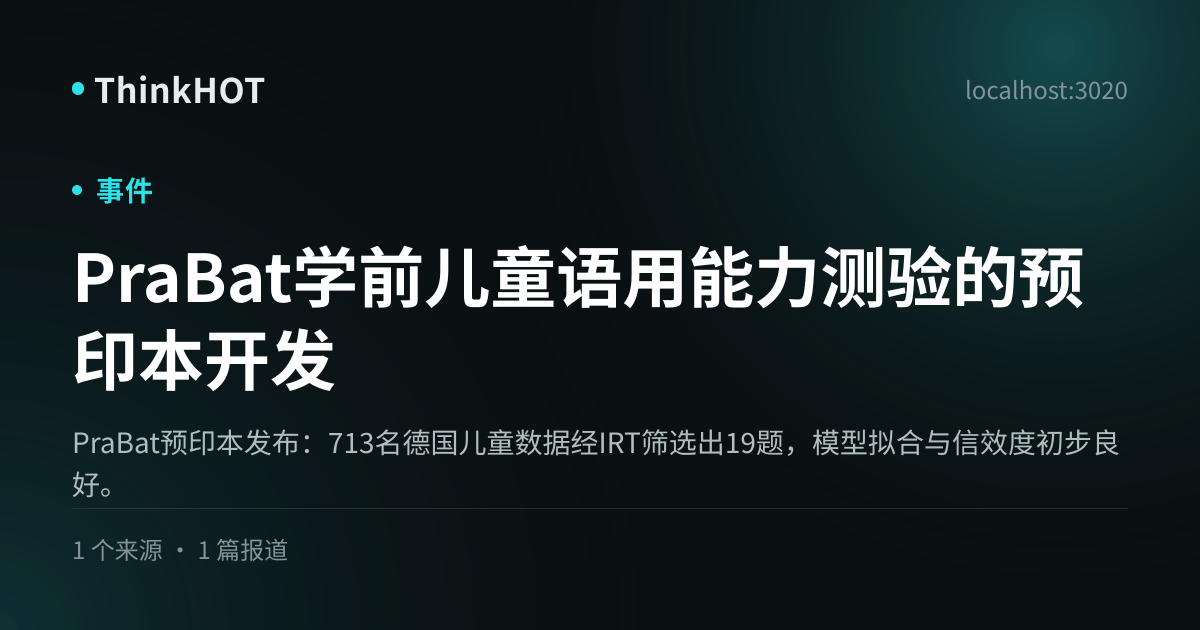 ThinkHOT
localhost:3020
事件
PraBat学前儿童语用能力测验的预
印本开发
PraBat预印本发布：713名德国儿童数据经IRT筛选出19题，模型拟合与信效度初步良
好。
1 个来源 · 1 篇报道